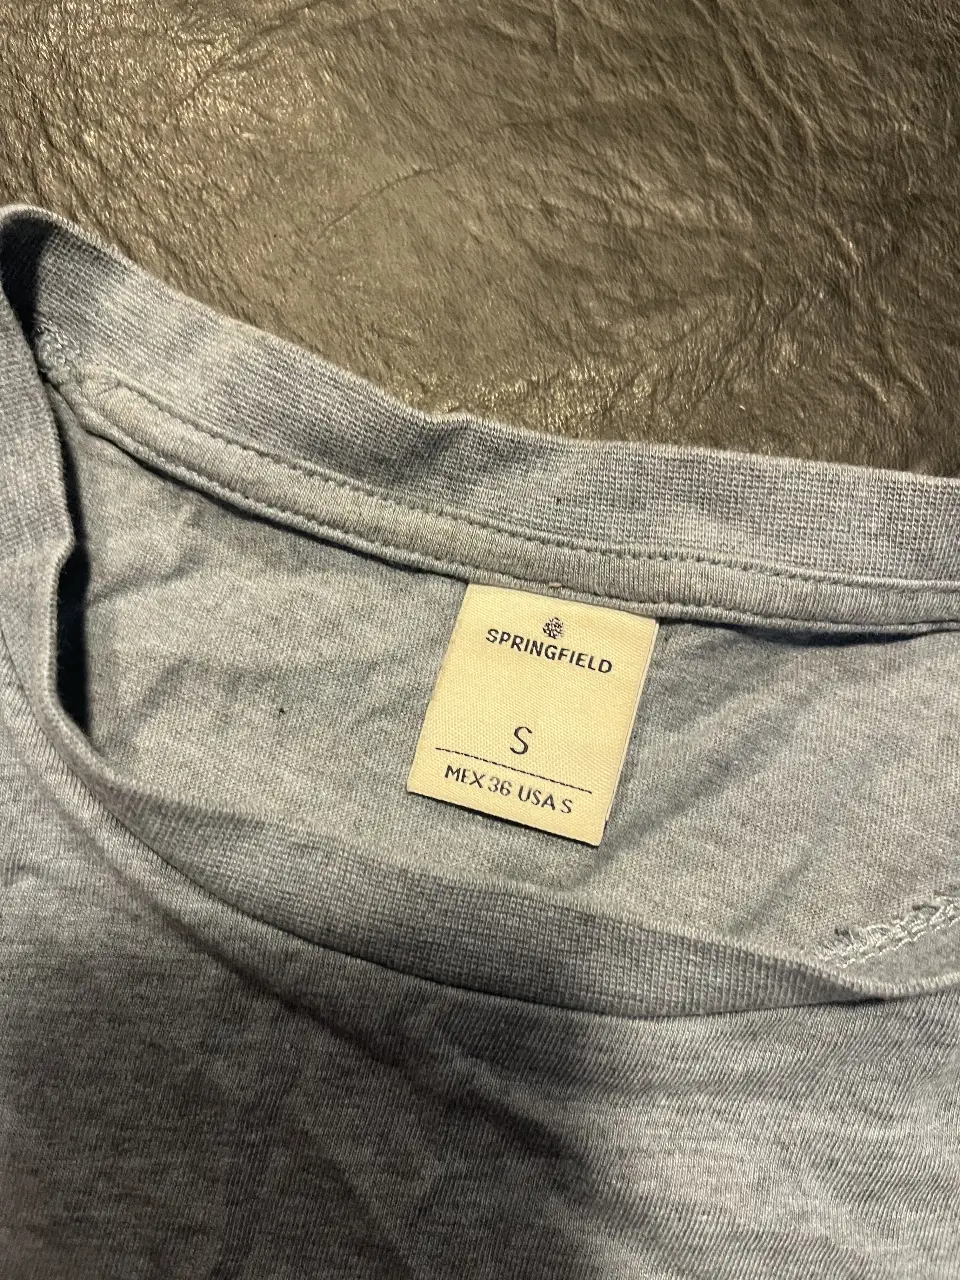 SPRINGFIELD
S
MEX 36 USA S